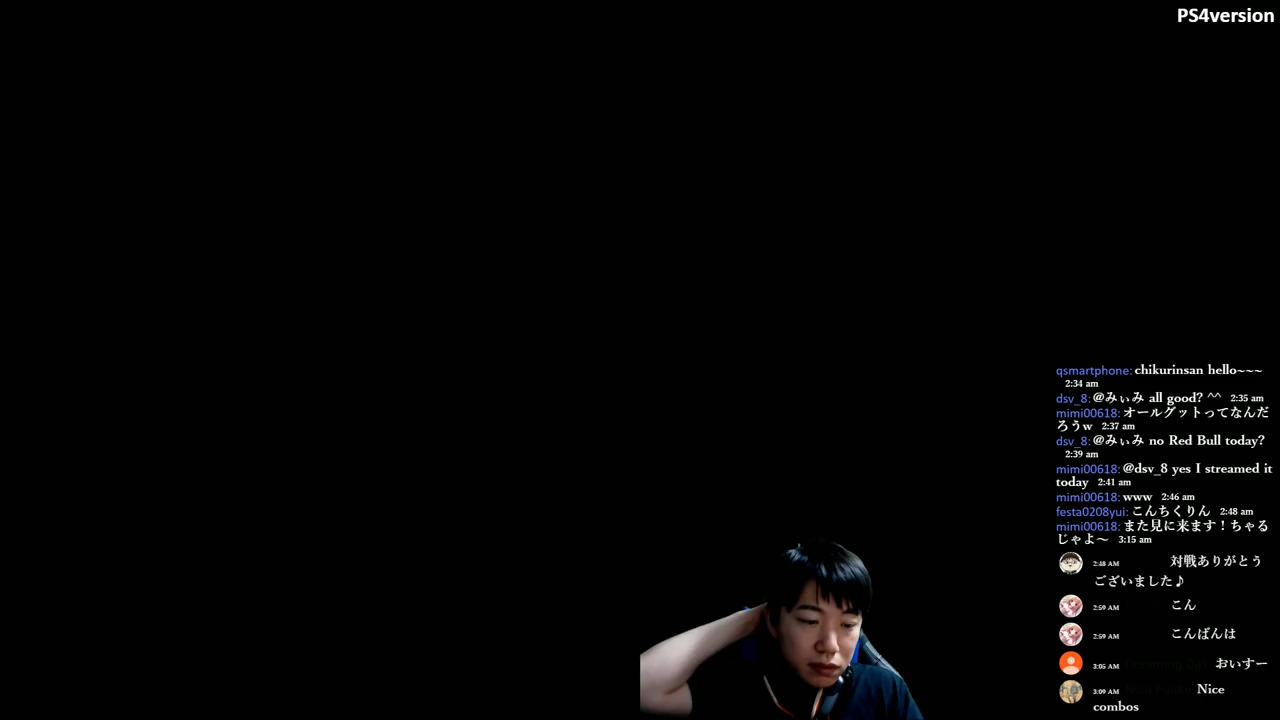 PS4version
qsmartphone: chikurinsan hello~~~
2:34 am
dsv_8: @みぃみ all good? ^^ 2:35 am
mimi00618: オールグットってなんだ
ろうw 2:37 am
dsv_8: @みぃみ no Red Bull today?
2:39 am
mimi00618: @dsv_8 yes I streamed it
today 2:41 am
mimi00618: www 2:46 am
festa0208yui: こんちくりん 2:48 am
mimi00618: また見に来ます！ちゃる
じゃよ〜 3:15 am
2:48 AM 対戦ありがとう
ございました♪
2:59 AM こん
2:59 AM こんばんは
3:05 AM おいすー
3:09 AM Nice
combos